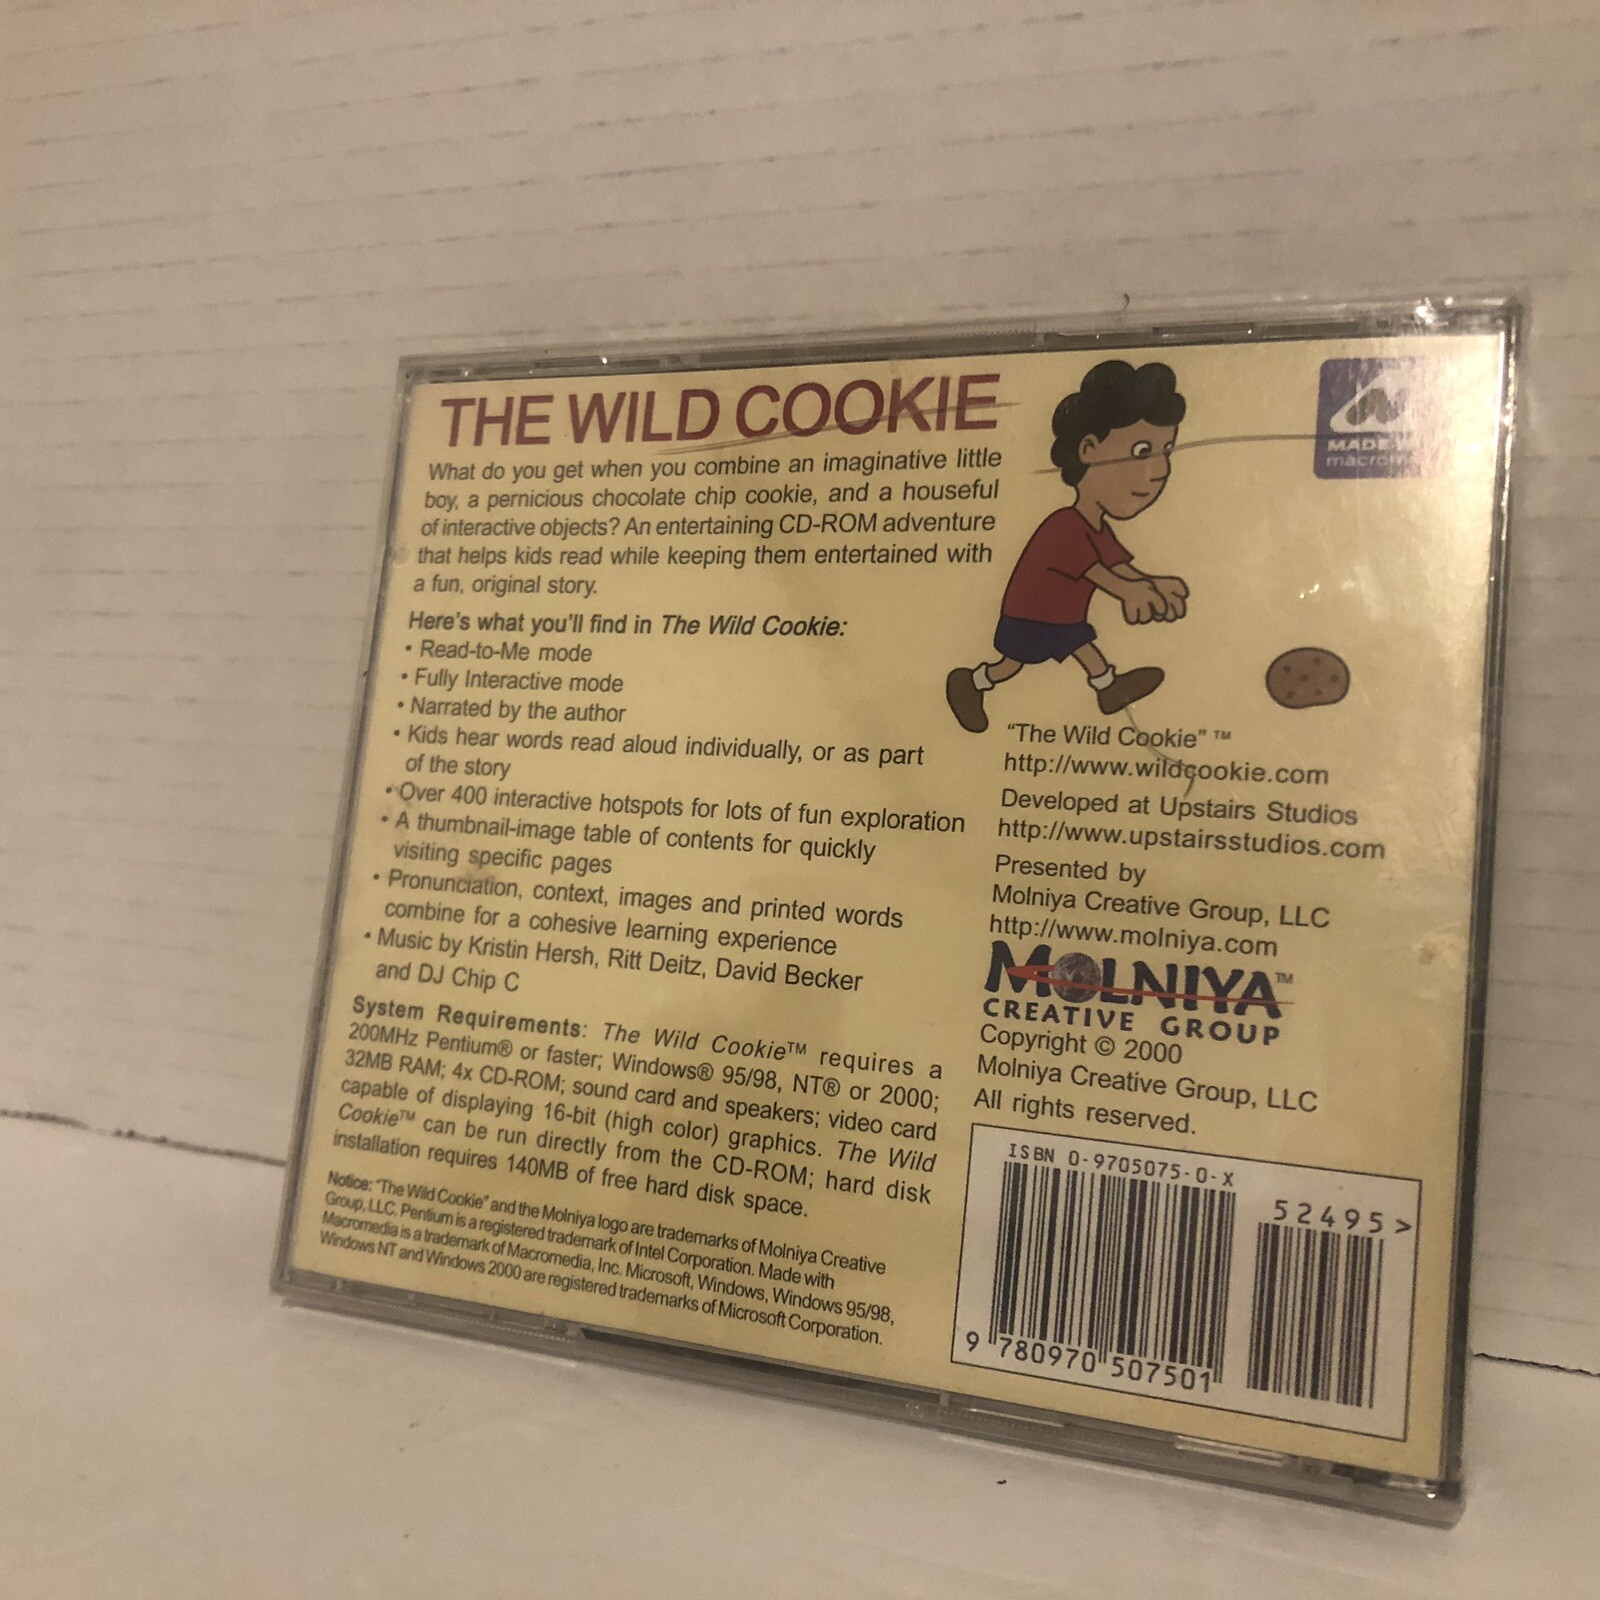 THE WILD COOKIE
What do you get when you combine an imaginative little
boy, a pernicious chocolate chip cookie, and a houseful
of interactive objects? An entertaining CD-ROM adventure
that helps kids read while keeping them entertained with
a fun, original story.
Here's what you'll find in The Wild Cookie:
• Read-to-Me mode
• Fully Interactive mode
• Narrated by the author
• Kids hear words read aloud individually, or as part
of the story
• Over 400 interactive hotspots for lots of fun exploration
• A thumbnail-image table of contents for quickly
visiting specific pages
• Pronunciation, context, images and printed words
combine for a cohesive learning experience
• Music by Kristin Hersh, Ritt Deitz, David Becker
and DJ Chip C
System Requirements: The Wild Cookie™ requires a
200MHz Pentium® or faster; Windows® 95/98, NT® or 2000;
32MB RAM; 4x CD-ROM; sound card and speakers; video card
capable of displaying 16-bit (high color) graphics. The Wild
Cookie™ can be run directly from the CD-ROM; hard disk
installation requires 140MB of free hard disk space.
Notice: "The Wild Cookie" and the Molniya logo are trademarks of Molniya Creative
Group, LLC. Pentium is a registered trademark of Intel Corporation. Made with
Macromedia is a trademark of Macromedia, Inc. Microsoft, Windows, Windows 95/98,
Windows NT and Windows 2000 are registered trademarks of Microsoft Corporation.
MADE
"The Wild Cookie" ™
http://www.wildcookie.com
Developed at Upstairs Studios
http://www.upstairsstudios.com
Presented by
Molniya Creative Group, LLC
http://www.molniya.com
MOLNIYA™
CREATIVE GROUP
Copyright © 2000
Molniya Creative Group, LLC
All rights reserved.
ISBN 0-9705075-0-X
52495>
9 780970 507501